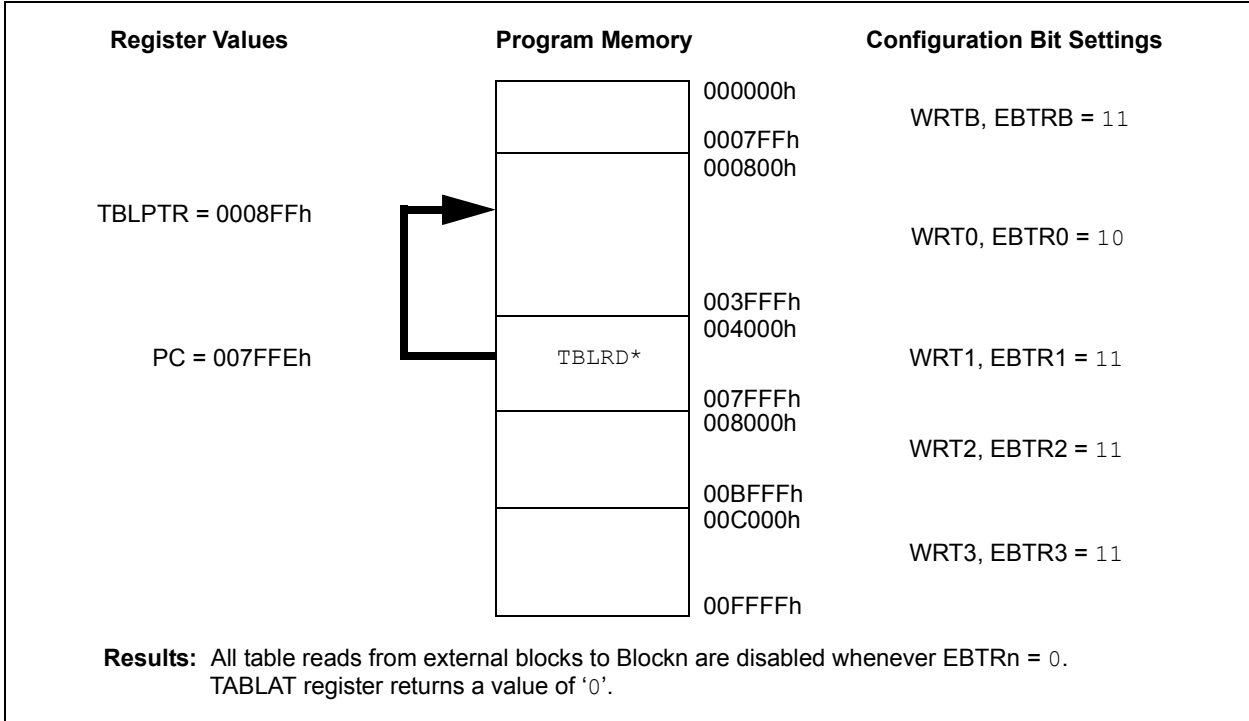 Register Values Program Memory Configuration Bit Settings
000000h
WRTB, EBTRB = 11
0007FFh
000800h
TBLPTR = 0008FFh
WRT0, EBTR0 = 10
003FFFh
004000h
PC = 007FFEh TBLRD* WRT1, EBTR1 = 11
007FFFh
008000h
WRT2, EBTR2 = 11
00BFFFh
00C000h
WRT3, EBTR3 = 11
00FFFFh
Results: All table reads from external blocks to Blockn are disabled whenever EBTRn = 0.
TABLAT register returns a value of ‘0’.